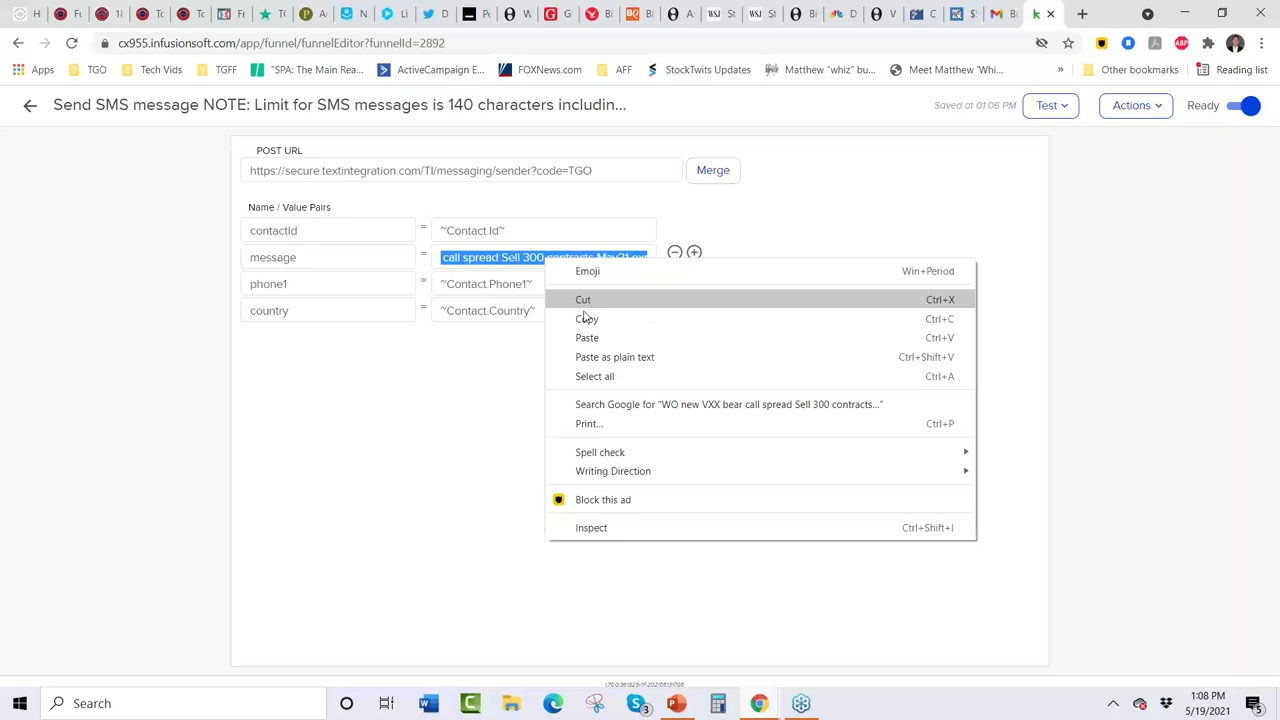 cx955.infusionsoft.com/app/funnel/funnelEditor?funnelId=2892
Apps
TGO
Tech Vids
TGFF
"SPA: The Main Rea...
ActiveCampaign E...
FOXNews.com
AFF
StockTwits Updates
Matthew "whiz" bu...
Meet Matthew 'Whi...
»
Other bookmarks
Reading list
Send SMS message NOTE: Limit for SMS messages is 140 characters includin...
Saved at 01:06 PM
Test
Actions
Ready
POST URL
https://secure.textintegration.com/TI/messaging/sender?code=TGO
Merge
Name / Value Pairs
contactId
=
~Contact.Id~
message
=
call spread Sell 300 contracts May21 ex
phone1
=
~Contact.Phone1~
country
=
~Contact.Country~
Emoji
Win+Period
Cut
Ctrl+X
Copy
Ctrl+C
Paste
Ctrl+V
Paste as plain text
Ctrl+Shift+V
Select all
Ctrl+A
Search Google for "WO new VXX bear call spread Sell 300 contracts..."
Print...
Ctrl+P
Spell check
Writing Direction
Block this ad
Inspect
Ctrl+Shift+I
Search
1:08 PM
5/19/2021